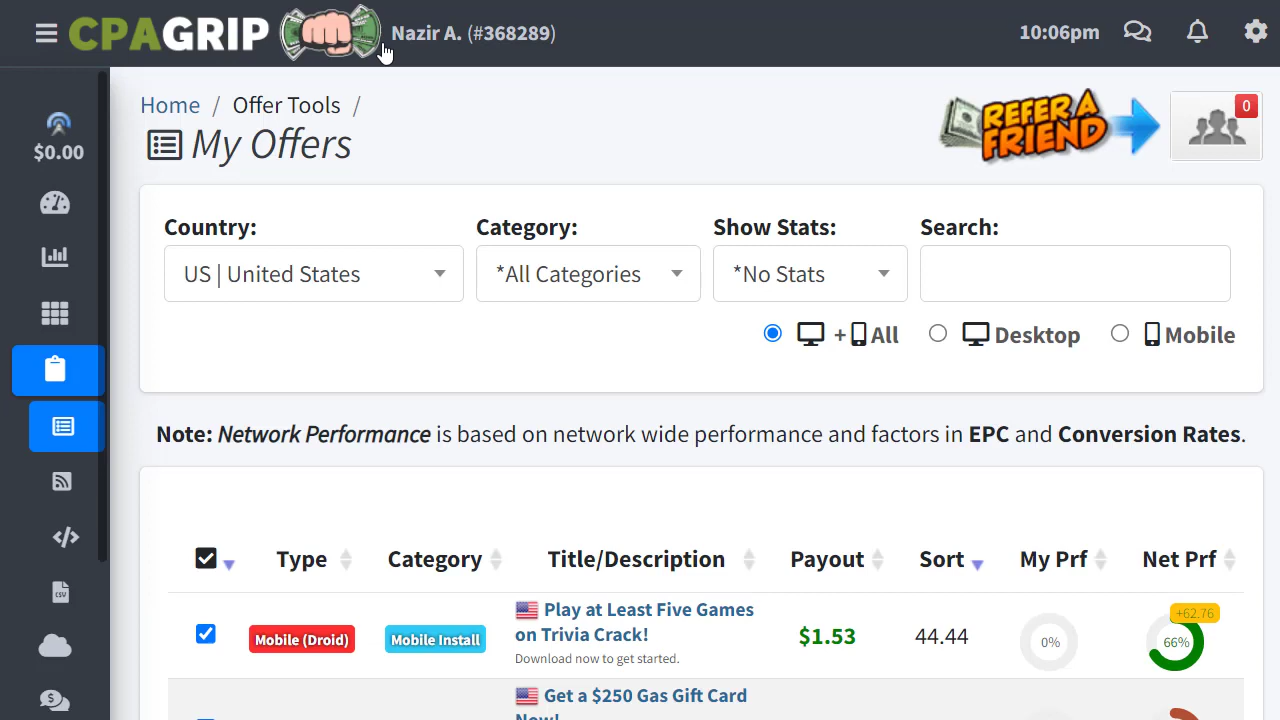 CPAGRIP Nazir A. (#368289) 10:06pm
$0.00
Home / Offer Tools /
My Offers
REFER A FRIEND
0
Country: Category: Show Stats: Search:
US | United States *All Categories *No Stats
+ All Desktop Mobile
Note: Network Performance is based on network wide performance and factors in EPC and Conversion Rates.
Type Category Title/Description Payout Sort My Prf Net Prf
+62.76
Play at Least Five Games
on Trivia Crack!
Mobile (Droid) Mobile Install $1.53 44.44 0% 66%
Download now to get started.
Get a $250 Gas Gift Card
Now!
CSV